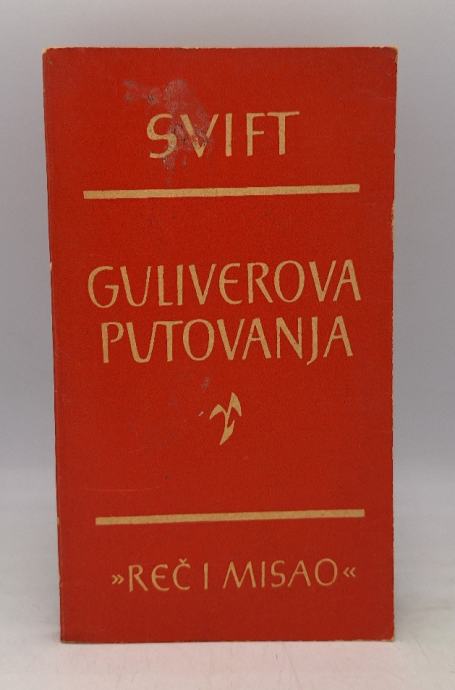 SVIFT
GULIVEROVA
PUTOVANJA
»REČ I MISAO«